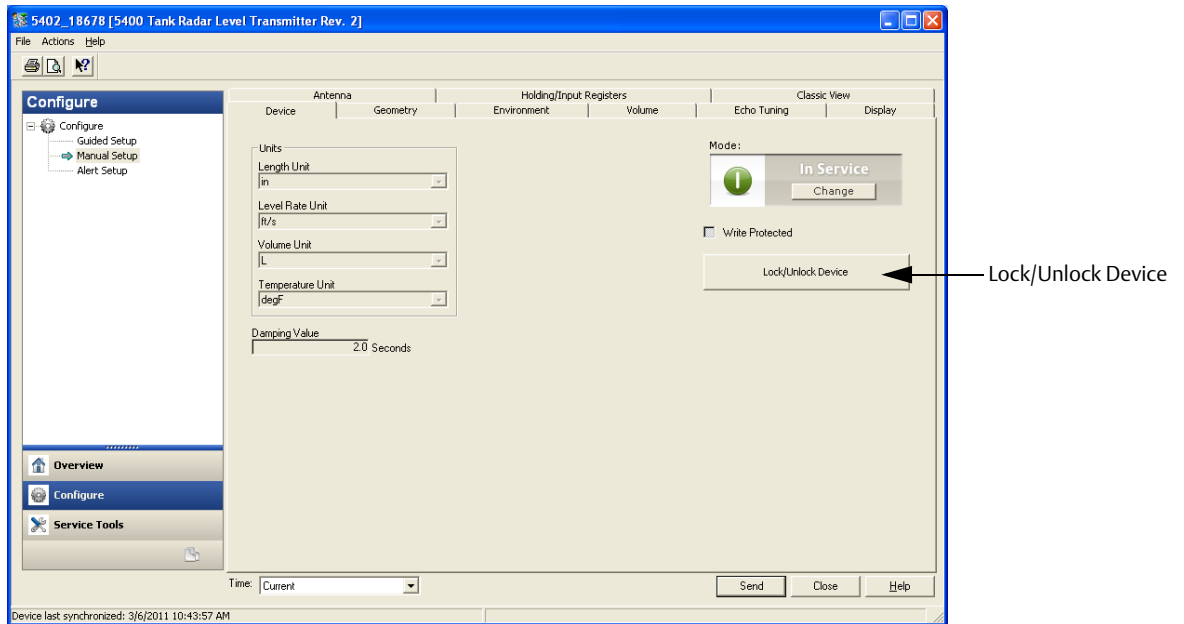 5402_18678 [5400 Tank Radar Level Transmitter Rev. 2]
File Actions Help
Configure
Configure
Guided Setup
Manual Setup
Alert Setup
Overview
Configure
Service Tools
Antenna Holding/Input Registers Classic View
Device Geometry Environment Volume Echo Tuning Display
Units
Length Unit
in
Level Rate Unit
ft/s
Volume Unit
L
Temperature Unit
degF
Damping Value
2.0 Seconds
Mode:
In Service
Change
Write Protected
Lock/Unlock Device
Lock/Unlock Device
Time: Current
Send Close Help
Device last synchronized: 3/6/2011 10:43:57 AM